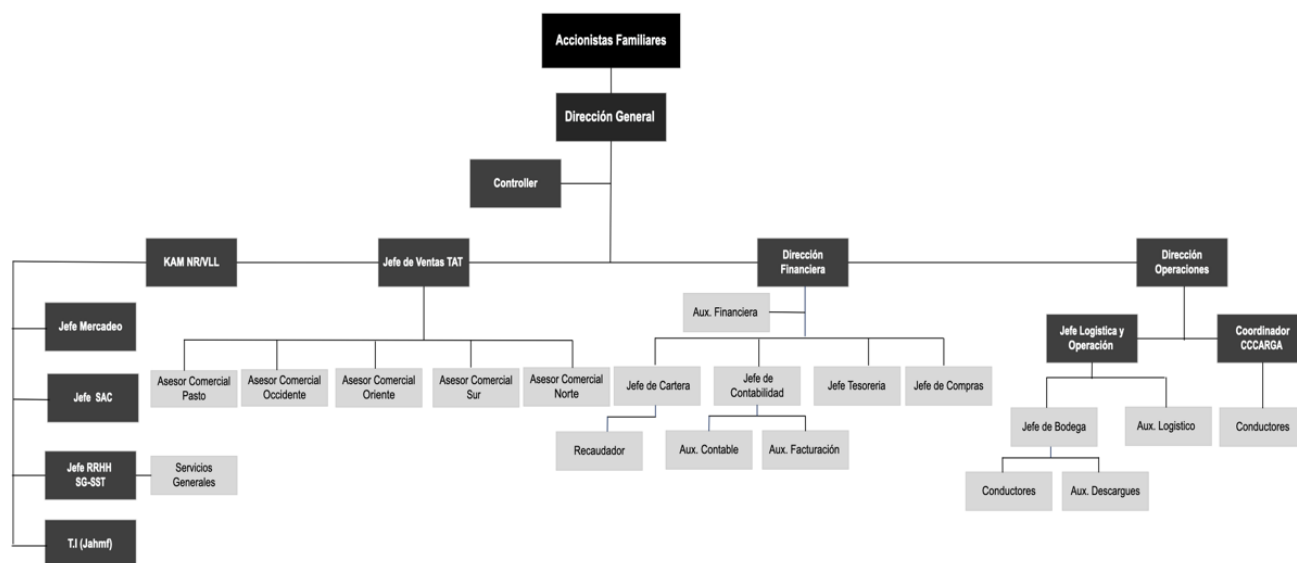 Accionistas Familiares
Dirección General
Controller
KAM NR/VLL
Jefe de Ventas TAT
Dirección
Financiera
Dirección
Operaciones
Aux. Financiera
Jefe Mercadeo
Jefe Logistica y
Operación
Coordinador
CCCARGA
Asesor Comercial
Pasto
Asesor Comercial
Occidente
Asesor Comercial
Oriente
Asesor Comercial
Sur
Asesor Comercial
Norte
Jefe de Cartera
Jefe de
Contabilidad
Jefe Tesoreria
Jefe de Compras
Jefe SAC
Recaudador
Aux. Contable
Aux. Facturación
Jefe de Bodega
Aux. Logistico
Conductores
Jefe RRHH
SG-SST
Servicios
Generales
Conductores
Aux. Descargues
T.I (Jahmf)